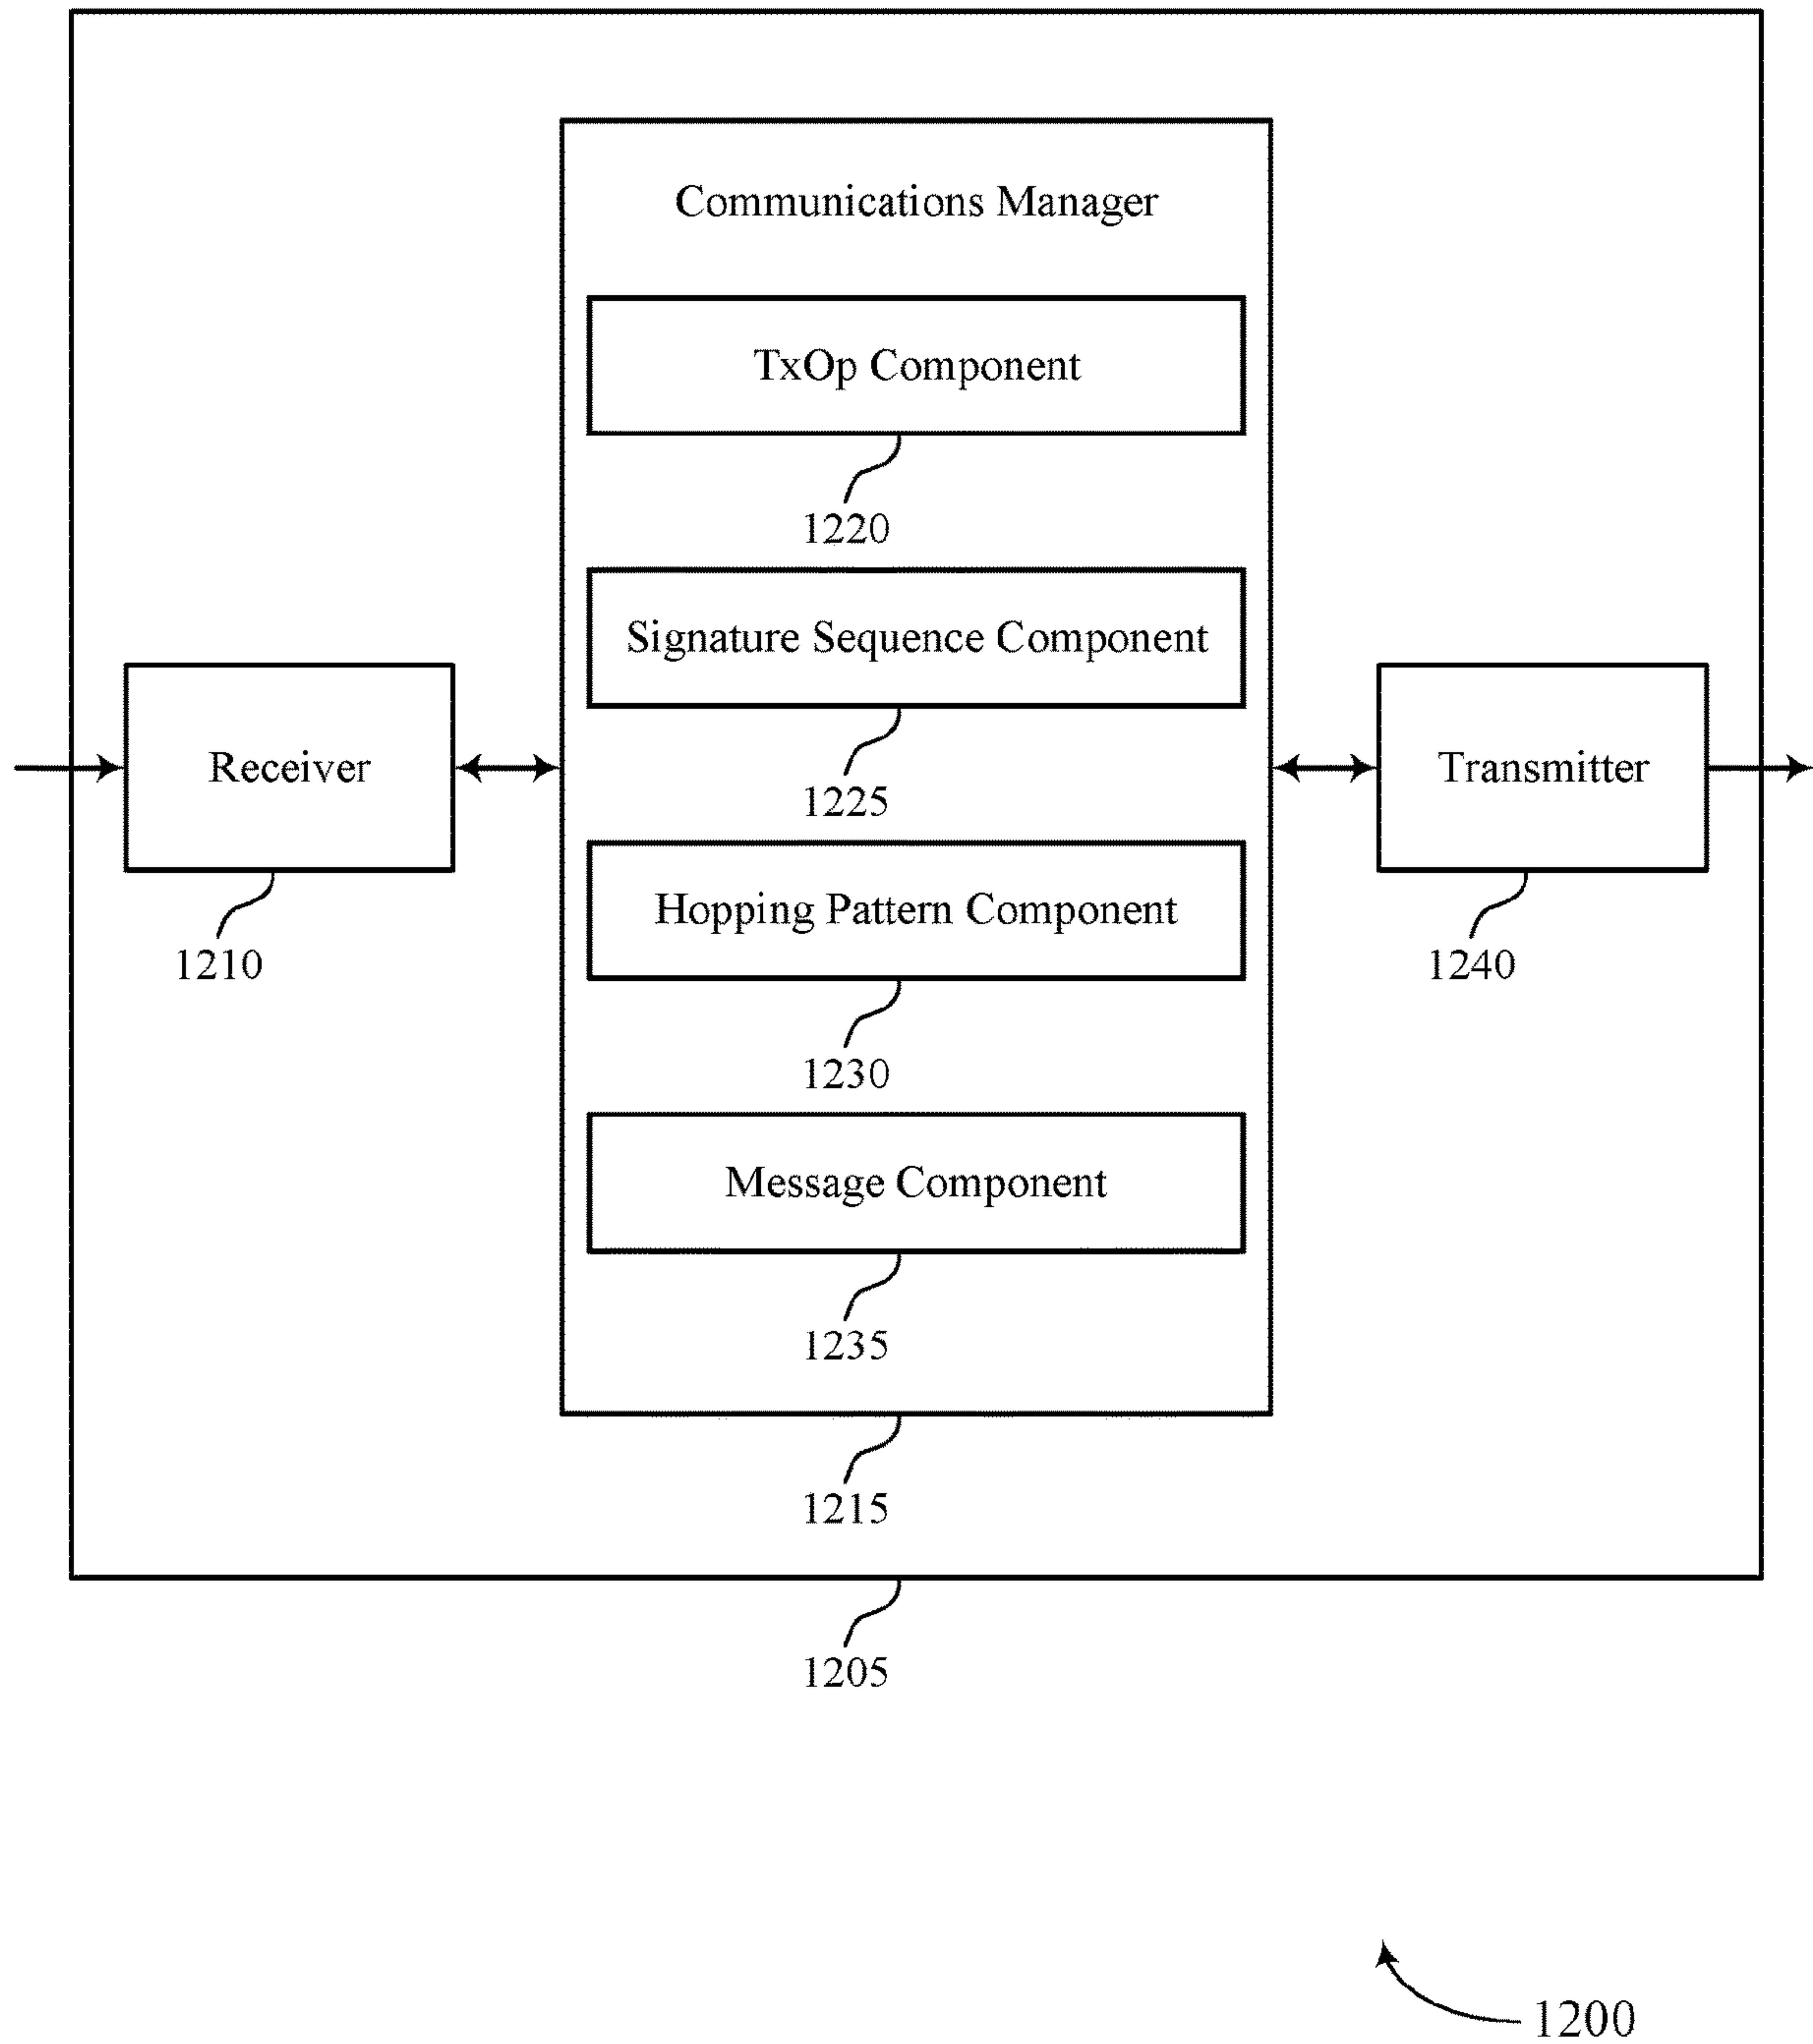 Communications Manager
TxOp Component
1220
Signature Sequence Component
1225
Receiver
1210
Transmitter
1240
Hopping Pattern Component
1230
Message Component
1235
1215
1205
1200